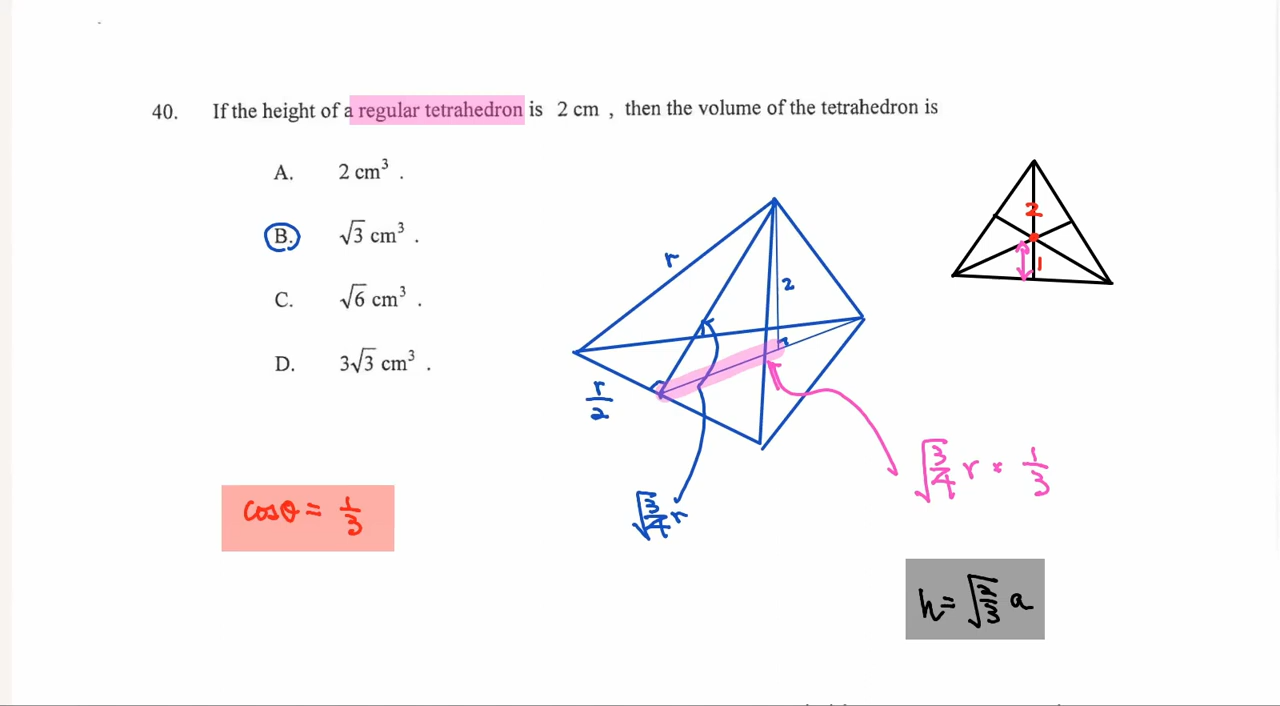 40. If the height of a regular tetrahedron is 2 cm , then the volume of the tetrahedron is
A. 2 cm³ .
B. √3 cm³ .
C. √6 cm³ .
D. 3√3 cm³ .
2
1
r
2
r/2
√(3/4) r
√(3/4) r × 1/3
cosθ = 1/3
h = √(2/3) a